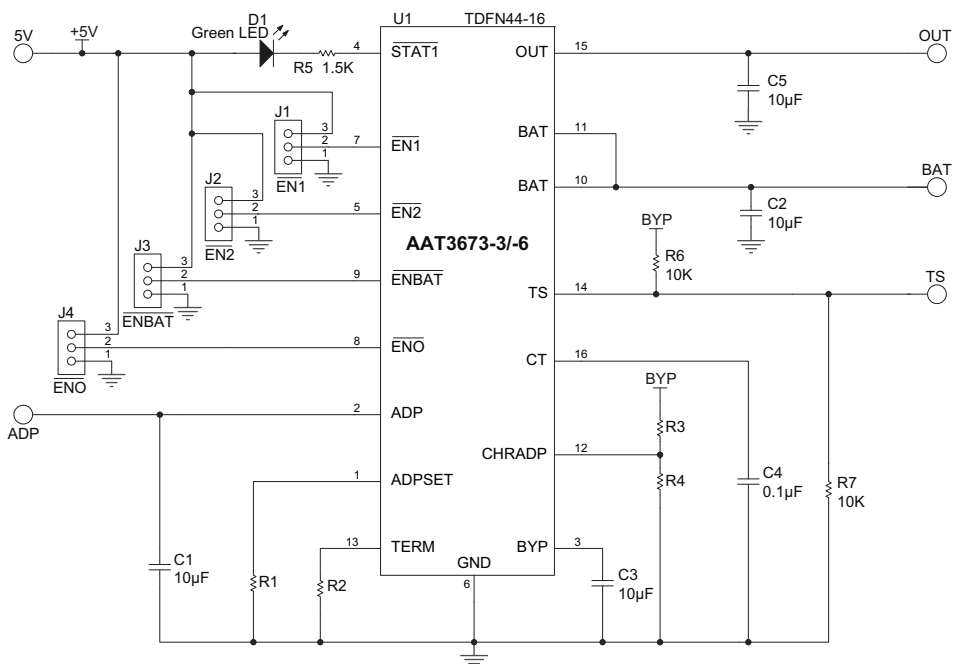 U1 TDFN44-16
5V
+5V
D1
Green LED
R5 1.5K
4 STAT1
OUT 15
OUT
C5
10µF
J1
3
2
1
EN1
7 EN1
BAT 11
BAT 10
BAT
C2
10µF
J2
3
2
1
EN2
5 EN2
AAT3673-3/-6
BYP
R6
10K
J3
3
2
1
ENBAT
9 ENBAT
TS 14
TS
J4
3
2
1
ENO
8 ENO
CT 16
BYP
R3
ADP
2 ADP
CHRADP 12
R4
C4
0.1µF
R7
10K
1 ADPSET
13 TERM
BYP 3
GND
6
C1
10µF
R1
R2
C3
10µF